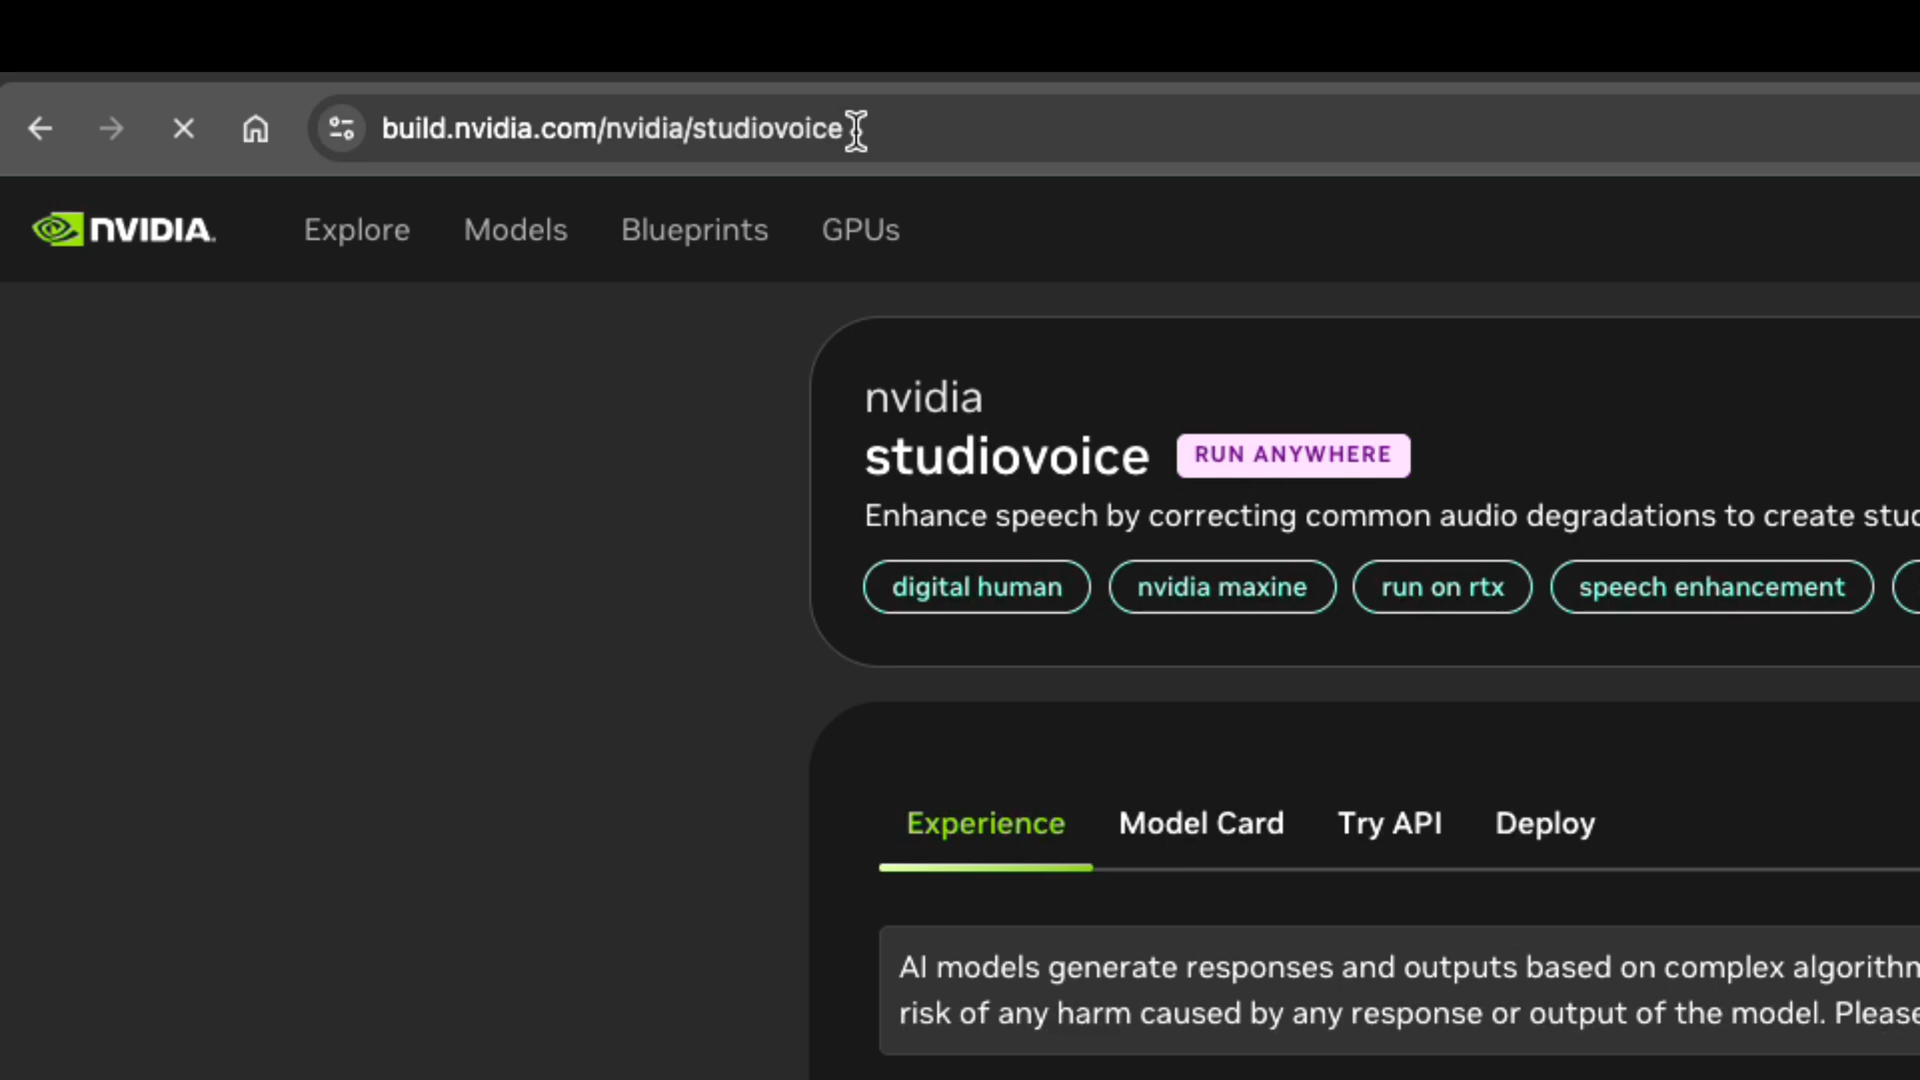 build.nvidia.com/nvidia/studiovoice
NVIDIA. Explore Models Blueprints GPUs
nvidia
studiovoice RUN ANYWHERE
Enhance speech by correcting common audio degradations to create
digital human nvidia maxine run on rtx speech enhancement
Experience Model Card Try API Deploy
AI models generate responses and outputs based on complex
risk of any harm caused by any response or output of the model. Please